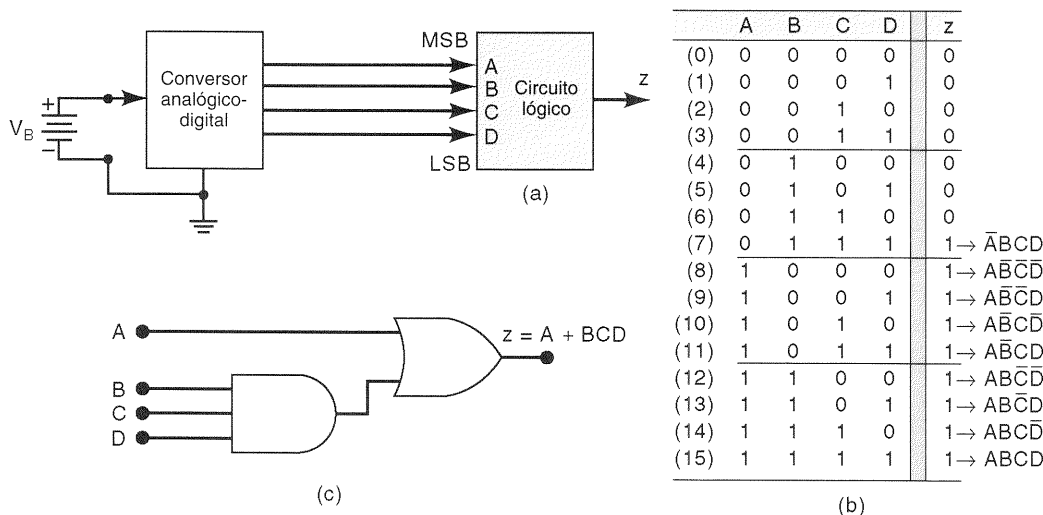 MSB
Conversor
analógico-
digital
+
V_B
−
A
B
C
D
Circuito
lógico
z
LSB
(a)
A B C D z
(0) 0 0 0 0 0
(1) 0 0 0 1 0
(2) 0 0 1 0 0
(3) 0 0 1 1 0
(4) 0 1 0 0 0
(5) 0 1 0 1 0
(6) 0 1 1 0 0
(7) 0 1 1 1 1 → A̅BCD
(8) 1 0 0 0 1 → AB̅C̅D̅
(9) 1 0 0 1 1 → AB̅C̅D
(10) 1 0 1 0 1 → AB̅CD̅
(11) 1 0 1 1 1 → AB̅CD
(12) 1 1 0 0 1 → ABC̅D̅
(13) 1 1 0 1 1 → ABC̅D
(14) 1 1 1 0 1 → ABCD̅
(15) 1 1 1 1 1 → ABCD
(b)
A
B
C
D
z = A + BCD
(c)